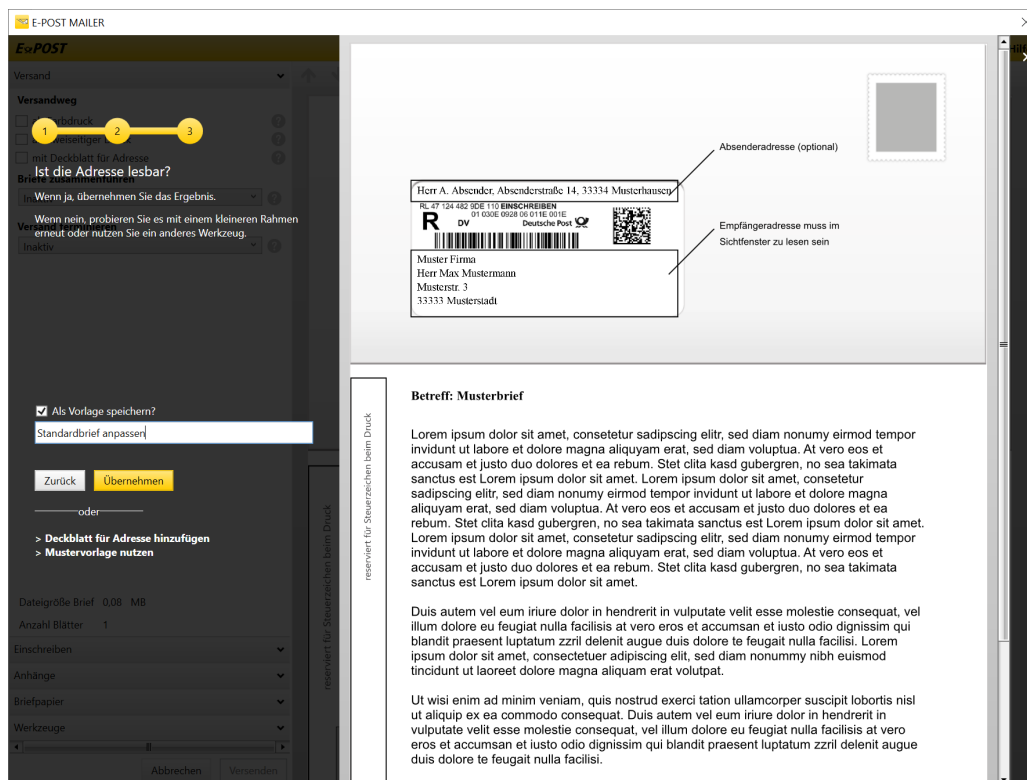 E-POST MAILER
E POST
Hilf
Versand
Versandweg
bdruck
zweiseitiger
mit Deckblatt für Adresse
Briefe zusammenführen
Versand terminieren
Inaktiv
1
2
3
Ist die Adresse lesbar?
Wenn ja, übernehmen Sie das Ergebnis.
Wenn nein, probieren Sie es mit einem kleineren Rahmen
erneut oder nutzen Sie ein anderes Werkzeug.
Als Vorlage speichern?
Standardbrief anpassen
Zurück
Übernehmen
oder
> Deckblatt für Adresse hinzufügen
> Mustervorlage nutzen
Dateigröße Brief 0,08 MB
Anzahl Blätter 1
Einschreiben
Anhänge
Briefpapier
Werkzeuge
Abbrechen
Versenden
reserviert für Steuerzeichen beim Druck
Absenderadresse (optional)
Herr A. Absender, Absenderstraße 14, 33334 Musterhausen
RL 47 124 482 9DE 110 EINSCHREIBEN
01 030E 0928 06 011E 001E
R DV Deutsche Post
Empfängeradresse muss im
Sichtfenster zu lesen sein
Muster Firma
Herr Max Mustermann
Musterstr. 3
33333 Musterstadt
reserviert für Steuerzeichen beim Druck
Betreff: Musterbrief
Lorem ipsum dolor sit amet, consetetur sadipscing elitr, sed diam nonumy eirmod tempor
invidunt ut labore et dolore magna aliquyam erat, sed diam voluptua. At vero eos et
accusam et justo duo dolores et ea rebum. Stet clita kasd gubergren, no sea takimata
sanctus est Lorem ipsum dolor sit amet. Lorem ipsum dolor sit amet, consetetur
sadipscing elitr, sed diam nonumy eirmod tempor invidunt ut labore et dolore magna
aliquyam erat, sed diam voluptua. At vero eos et accusam et justo duo dolores et ea
rebum. Stet clita kasd gubergren, no sea takimata sanctus est Lorem ipsum dolor sit amet.
Lorem ipsum dolor sit amet, consetetur sadipscing elitr, sed diam nonumy eirmod tempor
invidunt ut labore et dolore magna aliquyam erat, sed diam voluptua. At vero eos et
accusam et justo duo dolores et ea rebum. Stet clita kasd gubergren, no sea takimata
sanctus est Lorem ipsum dolor sit amet.
Duis autem vel eum iriure dolor in hendrerit in vulputate velit esse molestie consequat, vel
illum dolore eu feugiat nulla facilisis at vero eros et accumsan et iusto odio dignissim qui
blandit praesent luptatum zzril delenit augue duis dolore te feugait nulla facilisi. Lorem
ipsum dolor sit amet, consectetuer adipiscing elit, sed diam nonummy nibh euismod
tincidunt ut laoreet dolore magna aliquam erat volutpat.
Ut wisi enim ad minim veniam, quis nostrud exerci tation ullamcorper suscipit lobortis nisl
ut aliquip ex ea commodo consequat. Duis autem vel eum iriure dolor in hendrerit in
vulputate velit esse molestie consequat, vel illum dolore eu feugiat nulla facilisis at vero
eros et accumsan et iusto odio dignissim qui blandit praesent luptatum zzril delenit augue
duis dolore te feugait nulla facilisi.